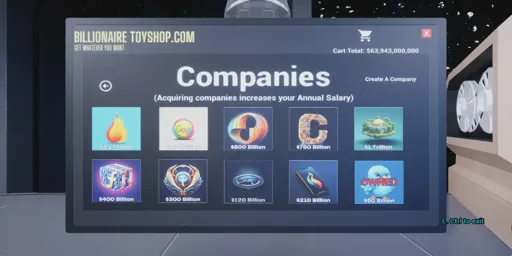 BILLIONAIRE TOYSHOP.COM
GET WHATEVER YOU WANT
X
Cart Total: $63,943,000,000
Companies
Create A Company
(Acquiring companies increases your Annual Salary)
$800 Billion
C
$750 Billion
$1 Trillion
$400 Billion
$300 Billion
$120 Billion
$210 Billion
OWNED
$50 Billion
L. Ctrl to exit